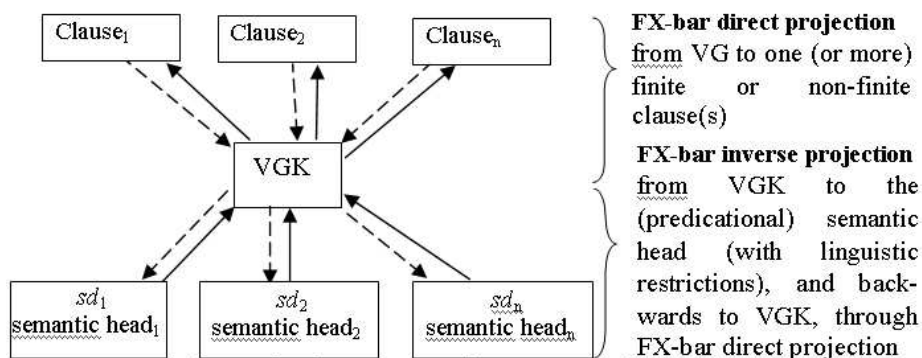 Clause1
Clause2
Clausen
VGK
sd1
semantic head1
sd2
semantic head2
sdn
semantic headn
FX-bar direct projection
from VG to one (or more)
finite or non-finite
clause(s)
FX-bar inverse projection
from VGK to the
(predicational) semantic
head (with linguistic
restrictions), and back-
wards to VGK, through
FX-bar direct projection